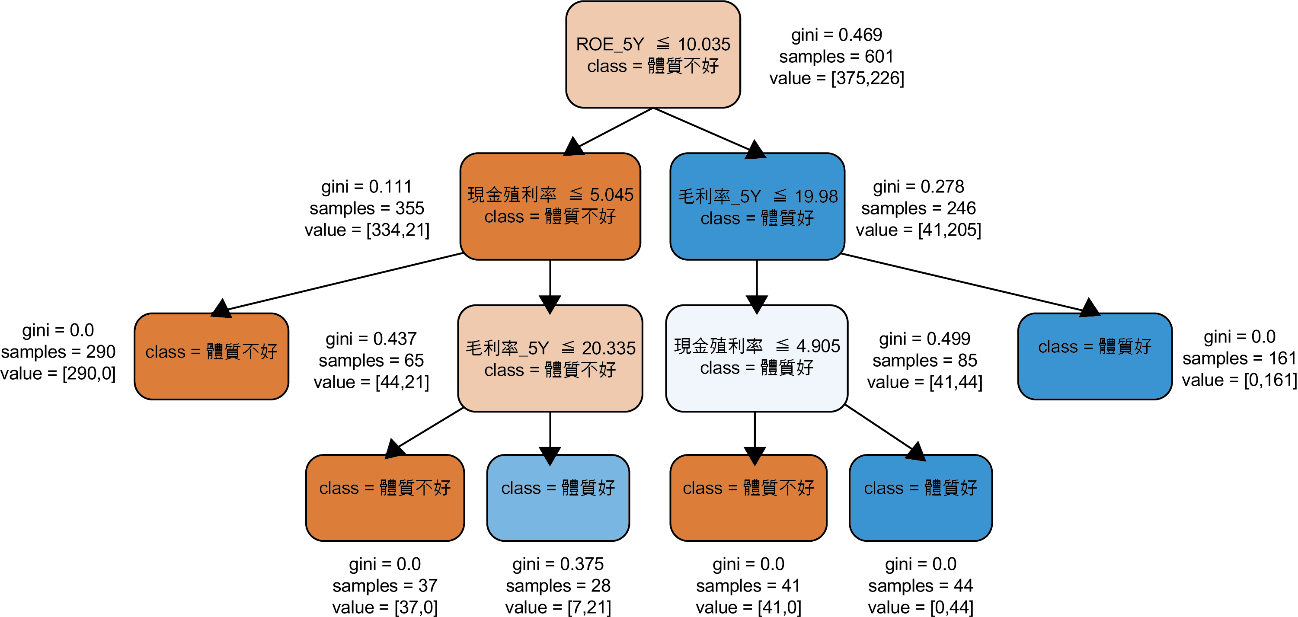 ROE_5Y ≦ 10.035
class = 體質不好
gini = 0.469
samples = 601
value = [375,226]
gini = 0.111
samples = 355
value = [334,21]
現金殖利率 ≦ 5.045
class = 體質不好
毛利率_5Y ≦ 19.98
class = 體質好
gini = 0.278
samples = 246
value = [41,205]
gini = 0.0
samples = 290
value = [290,0]
class = 體質不好
gini = 0.437
samples = 65
value = [44,21]
毛利率_5Y ≦ 20.335
class = 體質不好
現金殖利率 ≦ 4.905
class = 體質好
gini = 0.499
samples = 85
value = [41,44]
class = 體質好
gini = 0.0
samples = 161
value = [0,161]
class = 體質不好
class = 體質好
class = 體質不好
class = 體質好
gini = 0.0
samples = 37
value = [37,0]
gini = 0.375
samples = 28
value = [7,21]
gini = 0.0
samples = 41
value = [41,0]
gini = 0.0
samples = 44
value = [0,44]